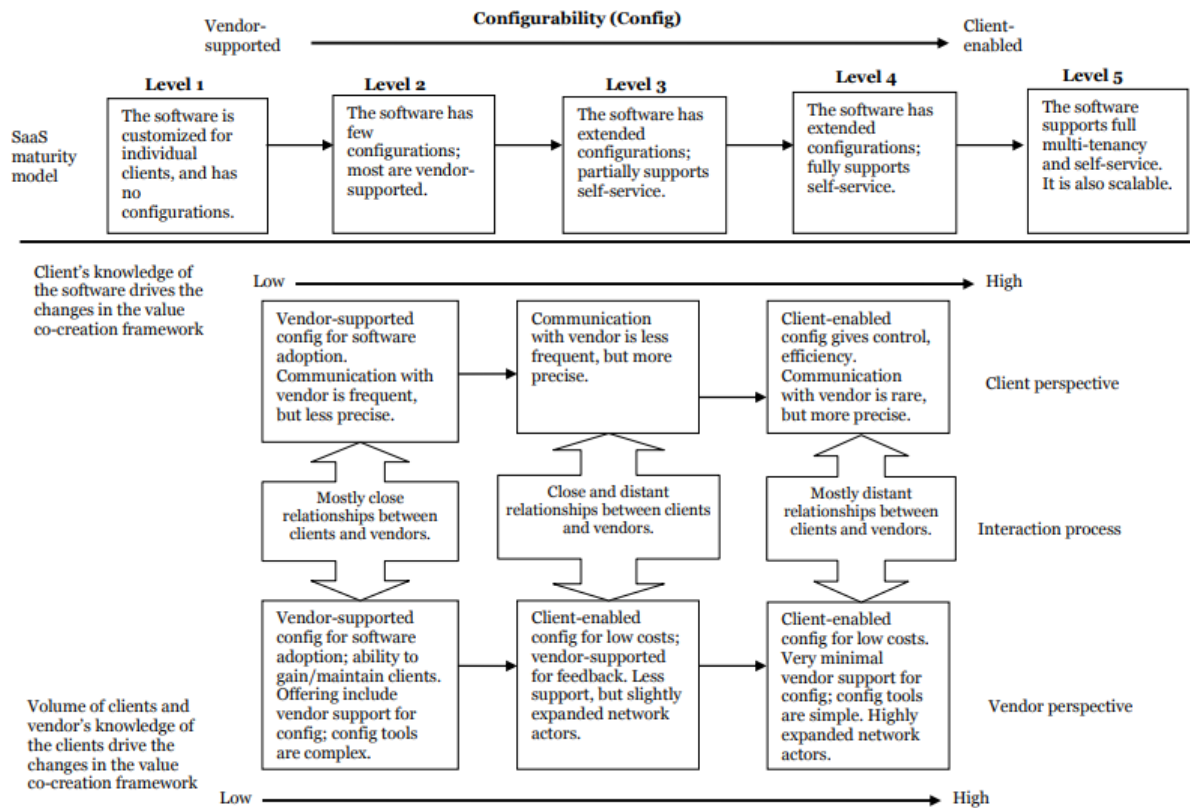 Configurability (Config)
Vendor-
supported
Client-
enabled
SaaS
maturity
model
Level 1
The software is
customized for
individual
clients, and has
no
configurations.
Level 2
The software has
few
configurations;
most are vendor-
supported.
Level 3
The software has
extended
configurations;
partially supports
self-service.
Level 4
The software has
extended
configurations;
fully supports
self-service.
Level 5
The software
supports full
multi-tenancy
and self-service.
It is also scalable.
Client's knowledge of
the software drives the
changes in the value
co-creation framework
Low
High
Vendor-supported
config for software
adoption.
Communication with
vendor is frequent,
but less precise.
Communication
with vendor is less
frequent, but more
precise.
Client-enabled
config gives control,
efficiency.
Communication
with vendor is rare,
but more precise.
Client perspective
Mostly close
relationships between
clients and vendors.
Close and distant
relationships between clients
and vendors.
Mostly distant
relationships between
clients and vendors.
Interaction process
Vendor-supported
config for software
adoption; ability to
gain/maintain clients.
Offering include
vendor support for
config; config tools
are complex.
Client-enabled
config for low costs;
vendor-supported
for feedback. Less
support, but slightly
expanded network
actors.
Client-enabled
config for low costs.
Very minimal
vendor support for
config; config tools
are simple. Highly
expanded network
actors.
Vendor perspective
Volume of clients and
vendor's knowledge of
the clients drive the
changes in the value
co-creation framework
Low
High